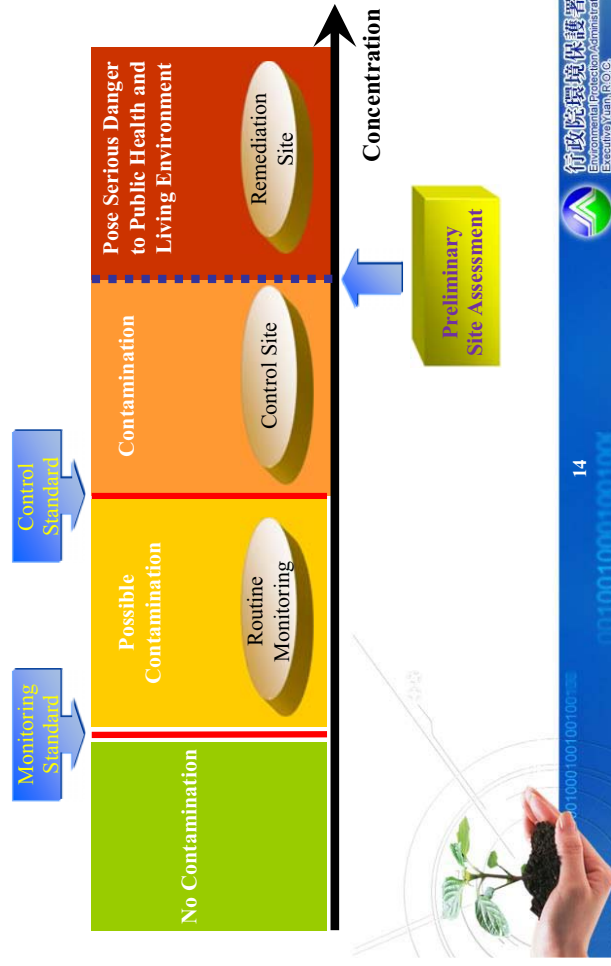 Monitoring
Standard
Control
Standard
No Contamination
Possible
Contamination
Contamination
Pose Serious Danger
to Public Health and
Living Environment
Routine
Monitoring
Control Site
Remediation
Site
Concentration
Preliminary
Site Assessment
14
行政院環境保護署
Environmental Protection Administrat
Executive Yuan, R.O.C.